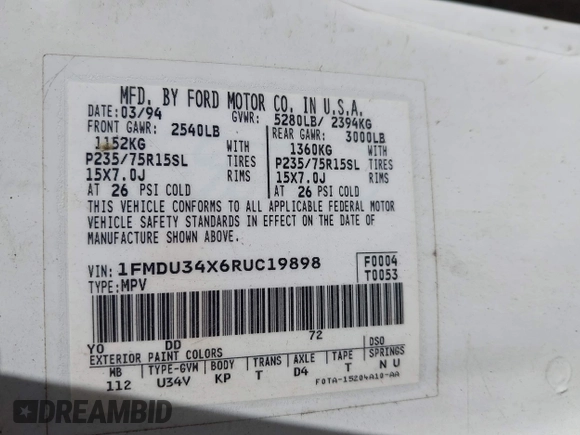 MFD. BY FORD MOTOR CO. IN U.S.A.
DATE: 03/94 GVWR: 5280LB/ 2394KG
FRONT GAWR: 2540LB REAR GAWR: 3000LB
1152KG WITH 1360KG WITH
P235/75R15SL TIRES P235/75R15SL TIRES
15X7.0J RIMS 15X7.0J RIMS
AT 26 PSI COLD AT 26 PSI COLD
THIS VEHICLE CONFORMS TO ALL APPLICABLE FEDERAL MOTOR
VEHICLE SAFETY STANDARDS IN EFFECT ON THE DATE OF
MANUFACTURE SHOWN ABOVE.
VIN: 1FMDU34X6RUC19898 F0004
TYPE: MPV T0053
YO DD 72
EXTERIOR PAINT COLORS DSO
MB TYPE-GVM BODY TRANS AXLE TAPE SPRINGS
112 U34V KP T D4 T N U
F0TA-15204A10-AA
DREAMBID